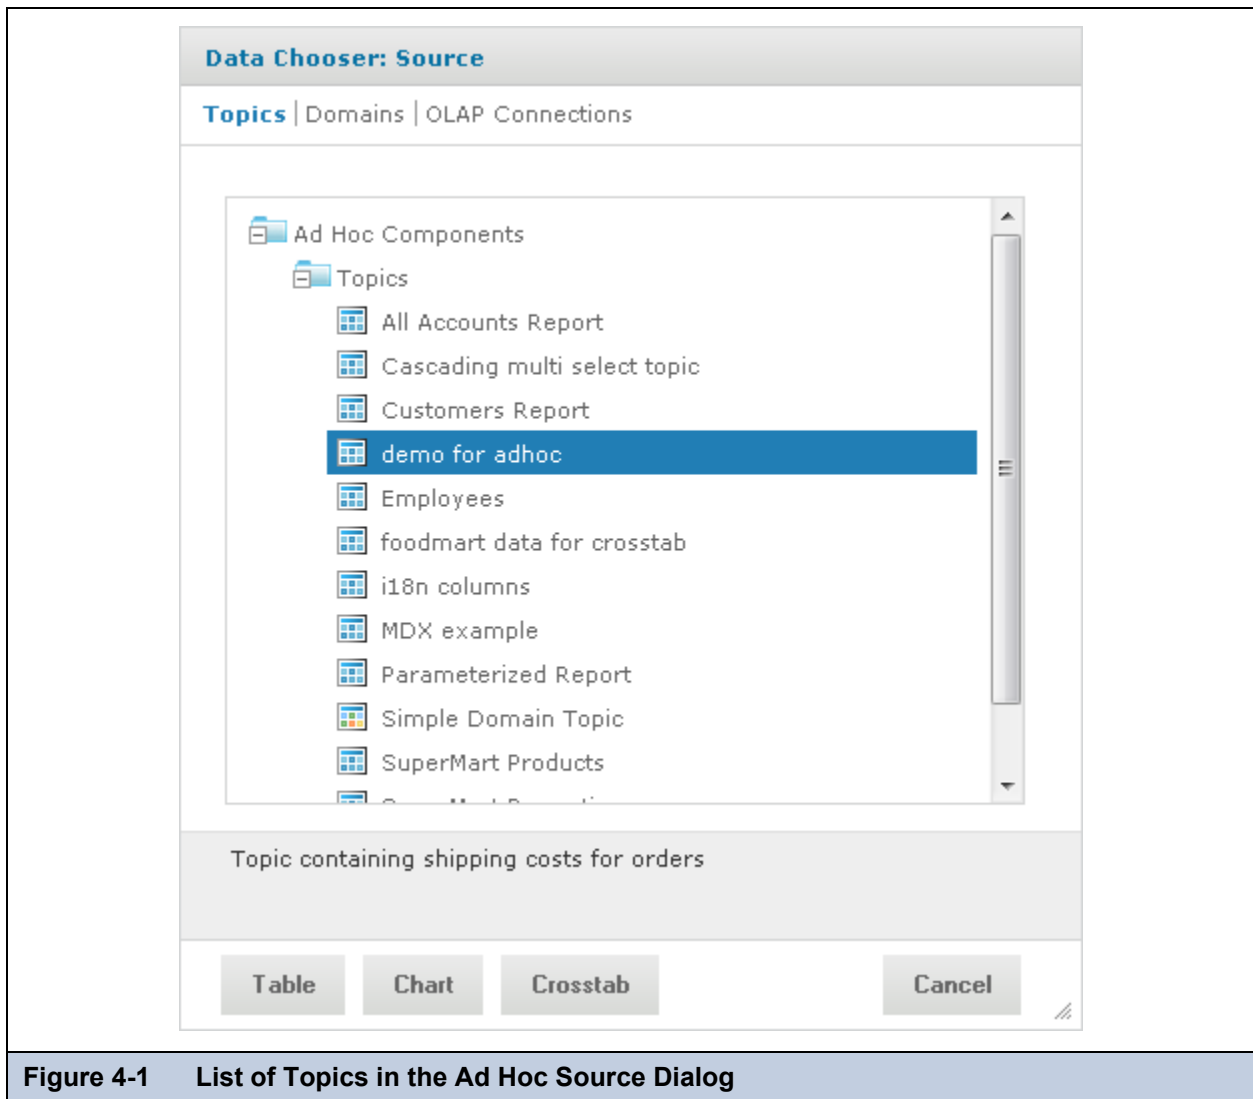 Data Chooser: Source
Topics | Domains | OLAP Connections
Ad Hoc Components
Topics
All Accounts Report
Cascading multi select topic
Customers Report
demo for adhoc
Employees
foodmart data for crosstab
i18n columns
MDX example
Parameterized Report
Simple Domain Topic
SuperMart Products
Topic containing shipping costs for orders
Table Chart Crosstab Cancel
Figure 4-1 List of Topics in the Ad Hoc Source Dialog